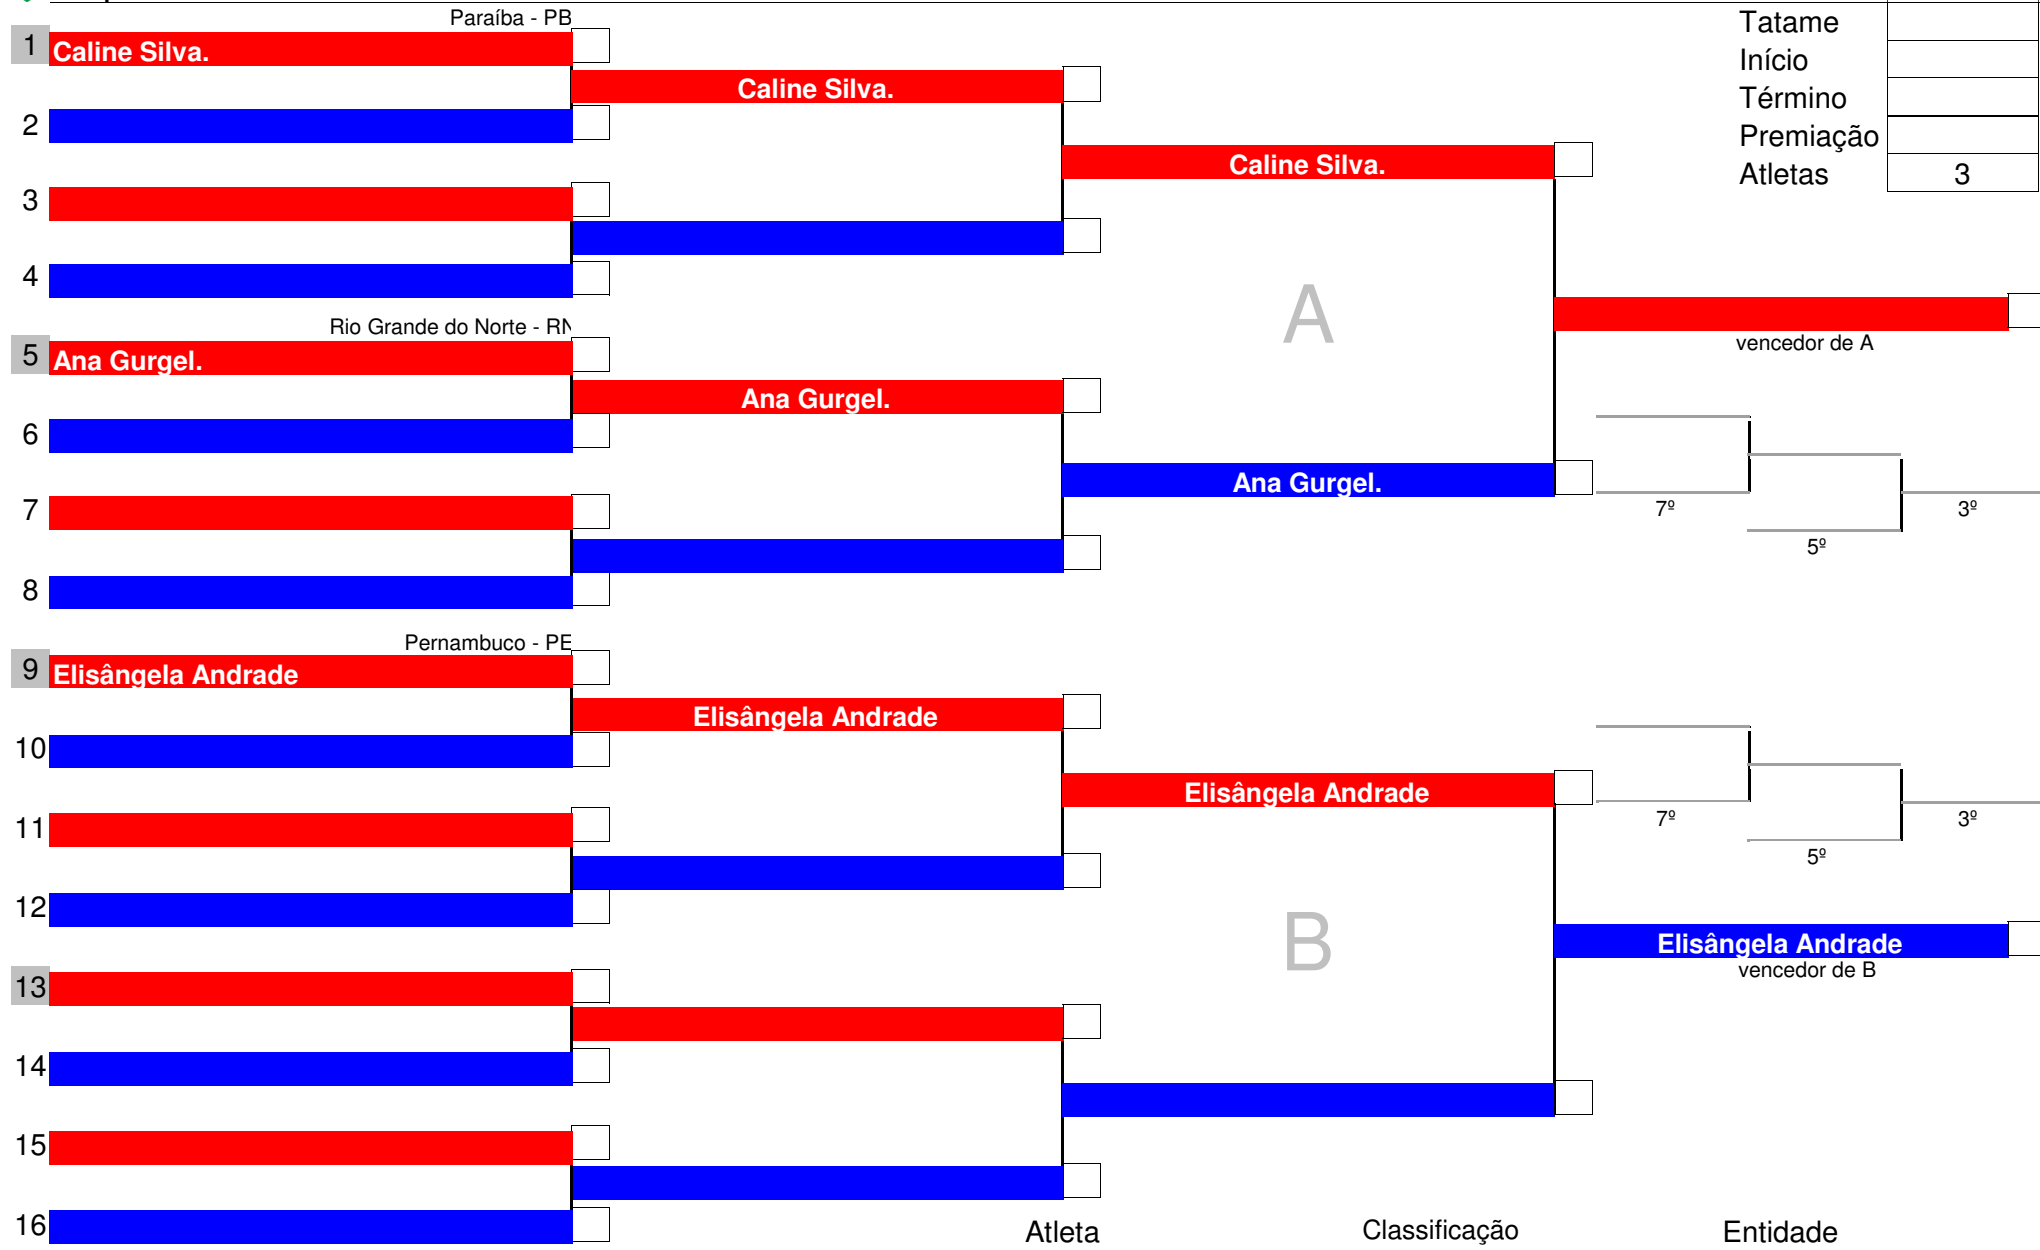 Paraíba - PB
Tatame
1 Caline Silva.
Início
Caline Silva.
Término
2
Premiação
Caline Silva.
Atletas 3
3
4
A
Rio Grande do Norte - RN
vencedor de A
5 Ana Gurgel.
Ana Gurgel.
6
Ana Gurgel.
7
7º 3º
5º
8
Pernambuco - PE
9 Elisângela Andrade
Elisângela Andrade
10
Elisângela Andrade
7º 3º
11
5º
12
B
Elisângela Andrade
vencedor de B
13
14
15
16
Atleta Classificação Entidade